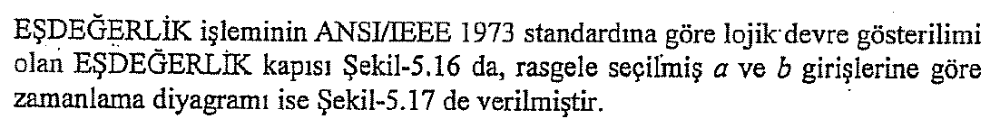 EŞDEĞERLİK işleminin ANSI/IEEE 1973 standardına göre lojik devre gösterilimi
olan EŞDEĞERLİK kapısı Şekil-5.16 da, rasgele seçilmiş a ve b girişlerine göre
zamanlama diyagramı ise Şekil-5.17 de verilmiştir.